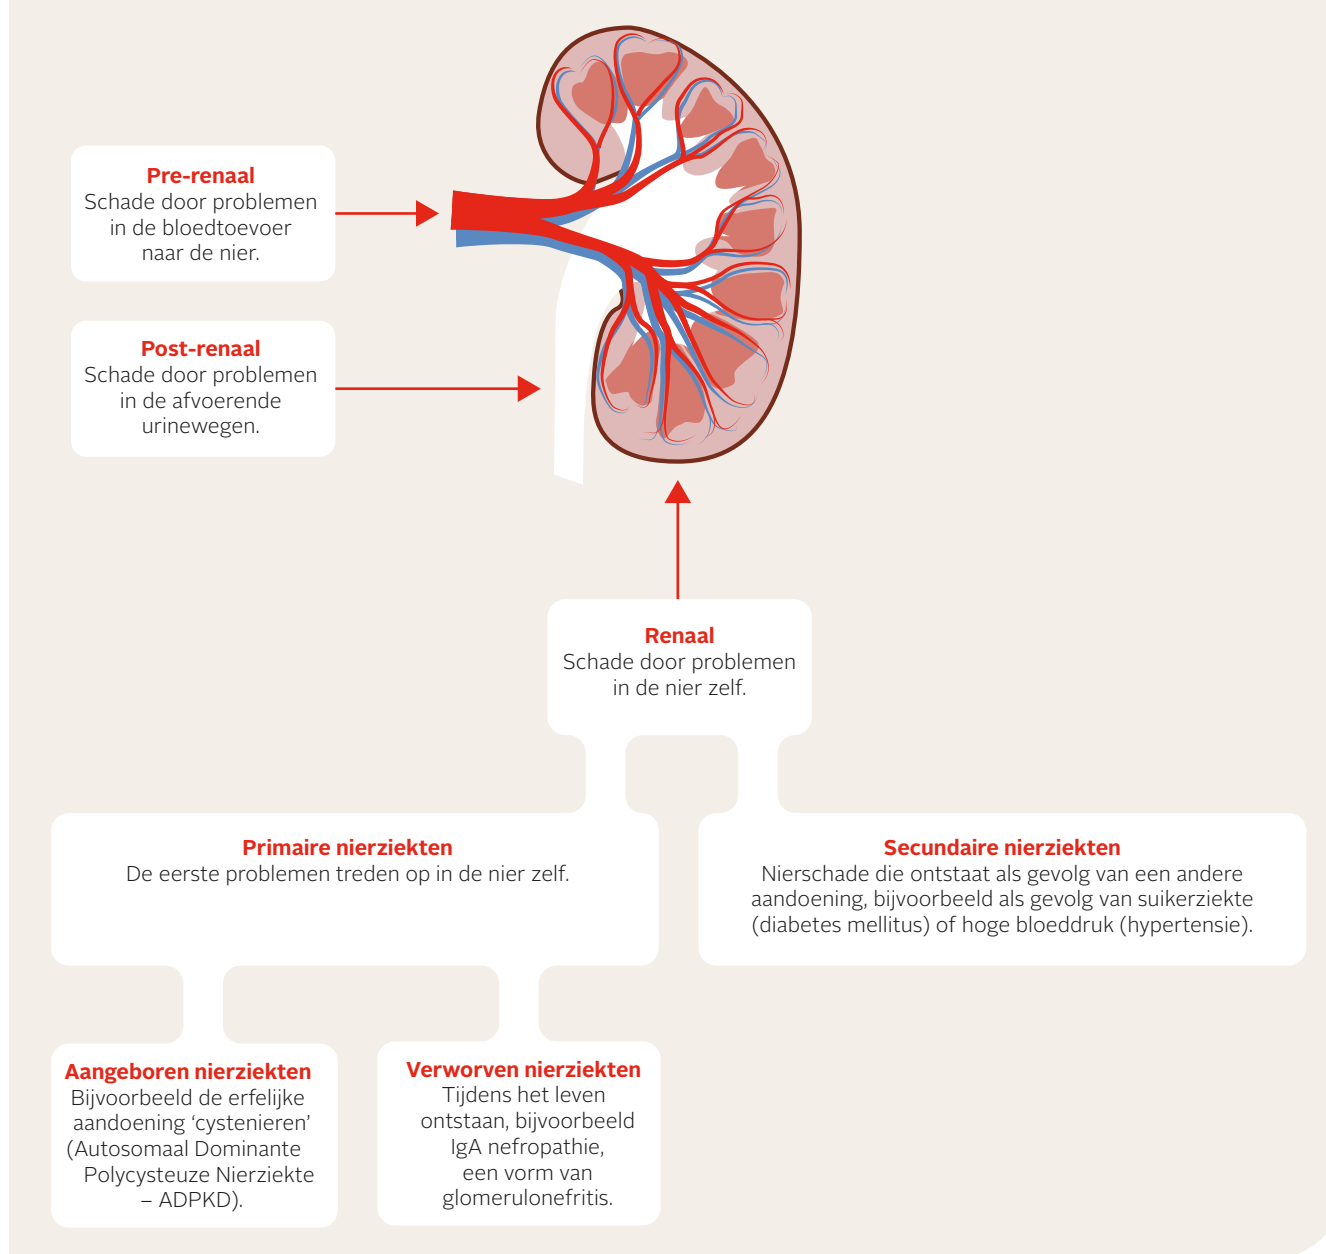 Pre-renaal
Schade door problemen
in de bloedtoevoer
naar de nier.
Post-renaal
Schade door problemen
in de afvoerende
urinewegen.
Renaal
Schade door problemen
in de nier zelf.
Primaire nierziekten
De eerste problemen treden op in de nier zelf.
Secundaire nierziekten
Nierschade die ontstaat als gevolg van een andere
aandoening, bijvoorbeeld als gevolg van suikerziekte
(diabetes mellitus) of hoge bloeddruk (hypertensie).
Aangeboren nierziekten
Bijvoorbeeld de erfelijke
aandoening ‘cystenieren’
(Autosomaal Dominante
Polycysteuze Nierziekte
– ADPKD).
Verworven nierziekten
Tijdens het leven
ontstaan, bijvoorbeeld
IgA nefropathie,
een vorm van
glomerulonefritis.